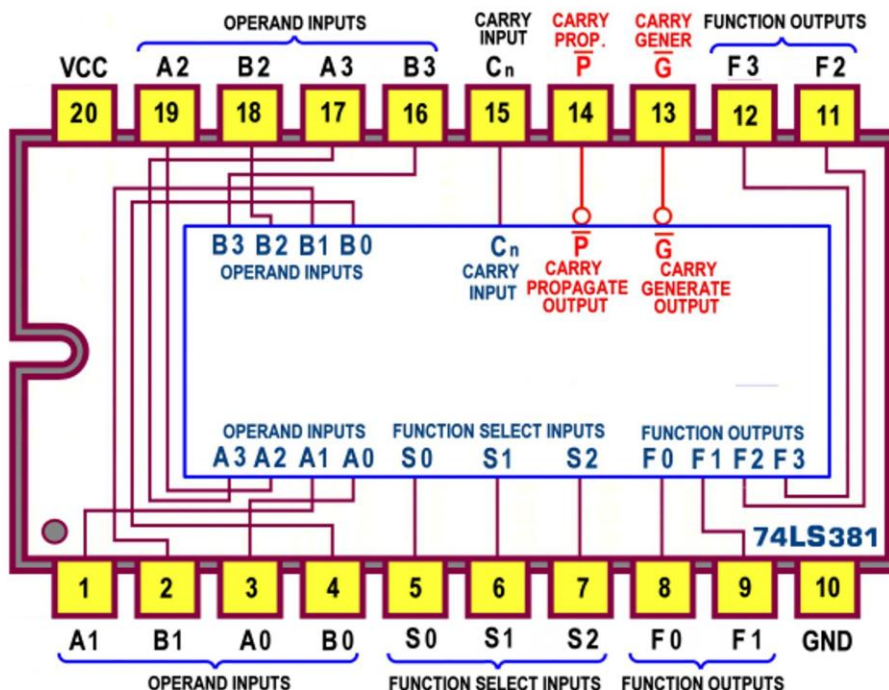 OPERAND INPUTS
CARRY INPUT
CARRY PROP.
CARRY GENER
FUNCTION OUTPUTS
VCC A2 B2 A3 B3 Cn P̅ G̅ F3 F2
20 19 18 17 16 15 14 13 12 11
B3 B2 B1 B0 Cn P̅ G̅
OPERAND INPUTS
CARRY INPUT
CARRY PROPAGATE OUTPUT
CARRY GENERATE OUTPUT
OPERAND INPUTS FUNCTION SELECT INPUTS FUNCTION OUTPUTS
A3 A2 A1 A0 S0 S1 S2 F0 F1 F2 F3
74LS381
1 2 3 4 5 6 7 8 9 10
A1 B1 A0 B0 S0 S1 S2 F0 F1 GND
OPERAND INPUTS FUNCTION SELECT INPUTS FUNCTION OUTPUTS